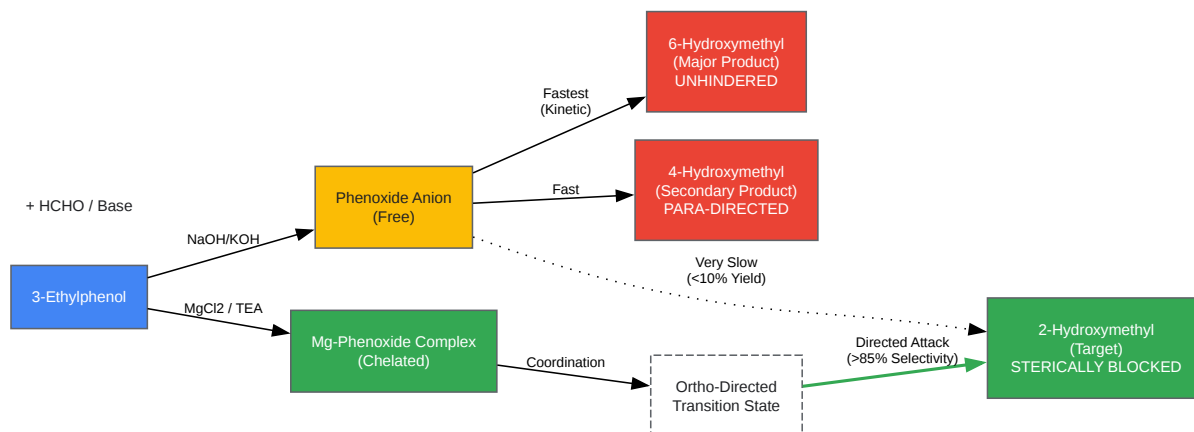 6-Hydroxymethyl
(Major Product)
UNHINDERED
Fastest
(Kinetic)
4-Hydroxymethyl
(Secondary Product)
PARA-DIRECTED
Fast
Phenoxide Anion
(Free)
+ HCHO / Base
NaOH/KOH
3-Ethylphenol
MgCl2 / TEA
Very Slow
(<10% Yield)
Mg-Phenoxide Complex
(Chelated)
Coordination
Ortho-Directed
Transition State
Directed Attack
(>85% Selectivity)
2-Hydroxymethyl
(Target)
STERICALLY BLOCKED